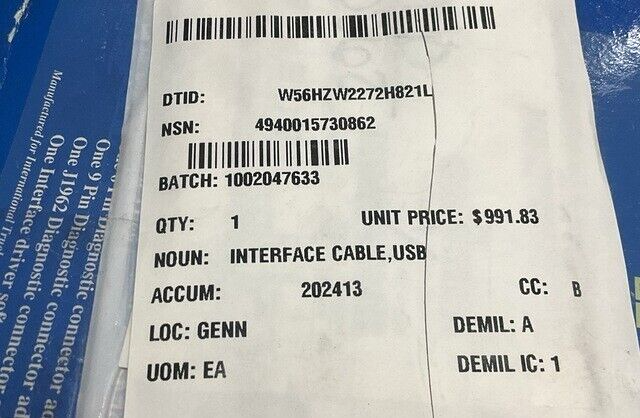 DTID: W56HZW2272H821L
NSN: 4940015730862
BATCH: 1002047633
QTY: 1 UNIT PRICE: $991.83
NOUN: INTERFACE CABLE,USB
ACCUM: 202413 CC: B
LOC: GENN DEMIL: A
UOM: EA DEMIL IC: 1
One 9 Pin Diagnostic connector
One J1962 Diagnostic connector
One Interface driver
Manufactured for International